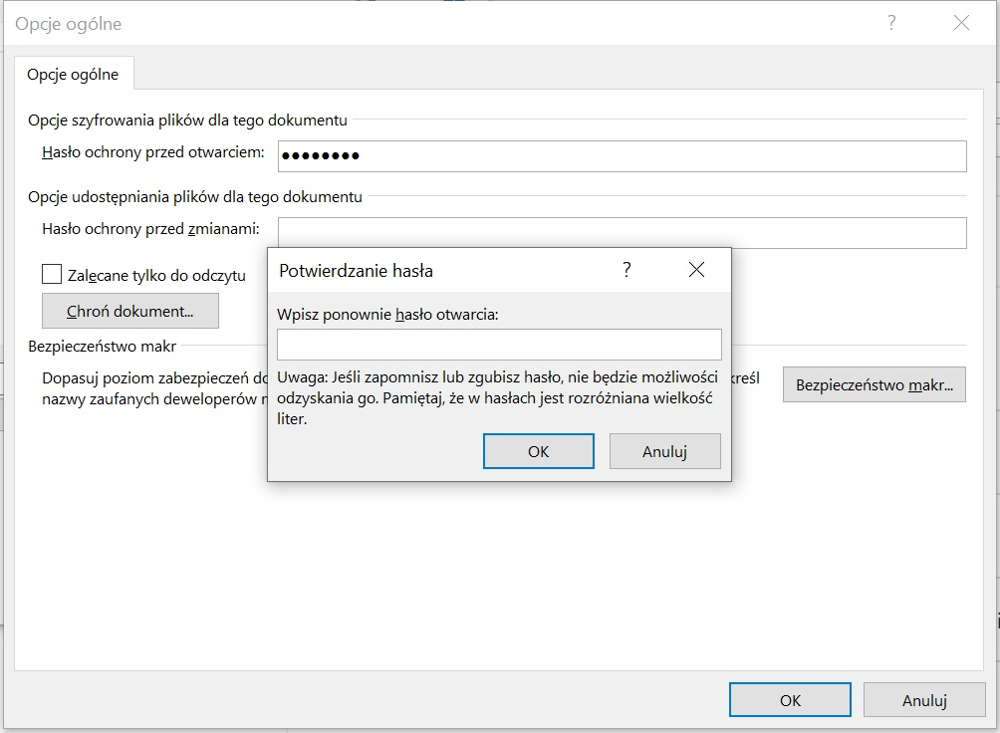 Opcje ogólne
Opcje ogólne
Opcje szyfrowania plików dla tego dokumentu
Hasło ochrony przed otwarciem: ●●●●●●●●
Opcje udostępniania plików dla tego dokumentu
Hasło ochrony przed zmianami:
Zalecane tylko do odczytu
Chroń dokument...
Bezpieczeństwo makr
Dopasuj poziom zabezpieczeń
kreśl
nazwy zaufanych deweloperów
Bezpieczeństwo makr...
Potwierdzanie hasła
Wpisz ponownie hasło otwarcia:
Uwaga: Jeśli zapomnisz lub zgubisz hasło, nie będzie możliwości
odzyskania go. Pamiętaj, że w hasłach jest rozróżniana wielkość
liter.
OK Anuluj
OK Anuluj